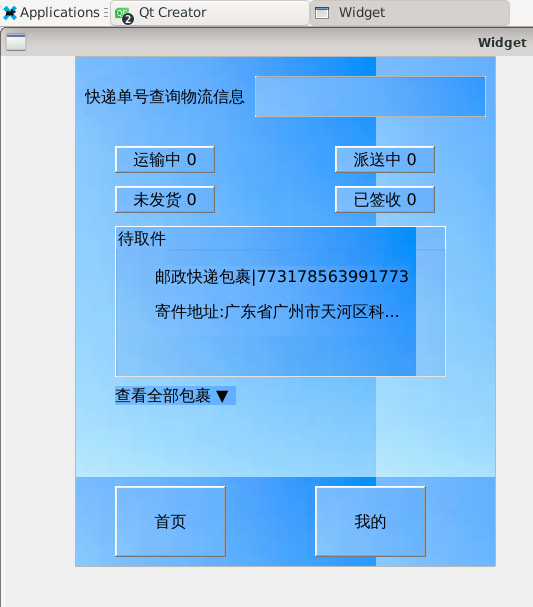 Applications
Qt Creator
2
Widget
Widget
快递单号查询物流信息
运输中 0
派送中 0
未发货 0
已签收 0
待取件
邮政快递包裹|773178563991773
寄件地址:广东省广州市天河区科...
查看全部包裹 ▼
首页
我的